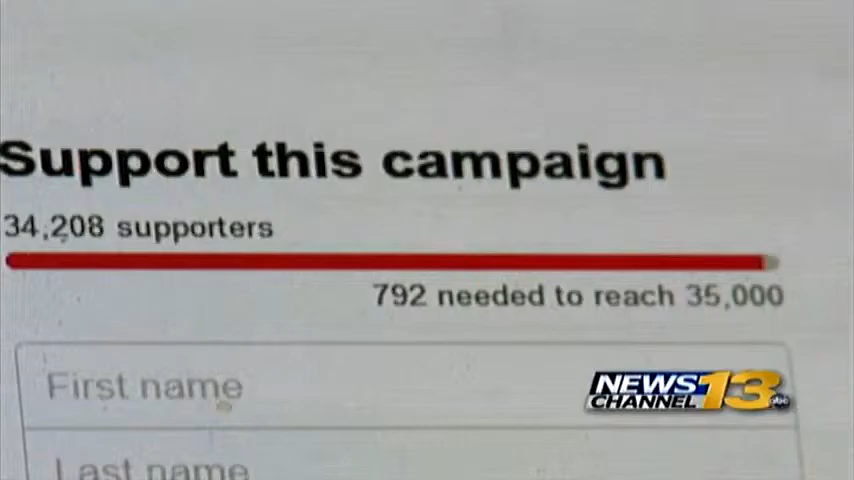 Support this campaign
34,208 supporters
792 needed to reach 35,000
First name
Last name
NEWS
CHANNEL 13 abc